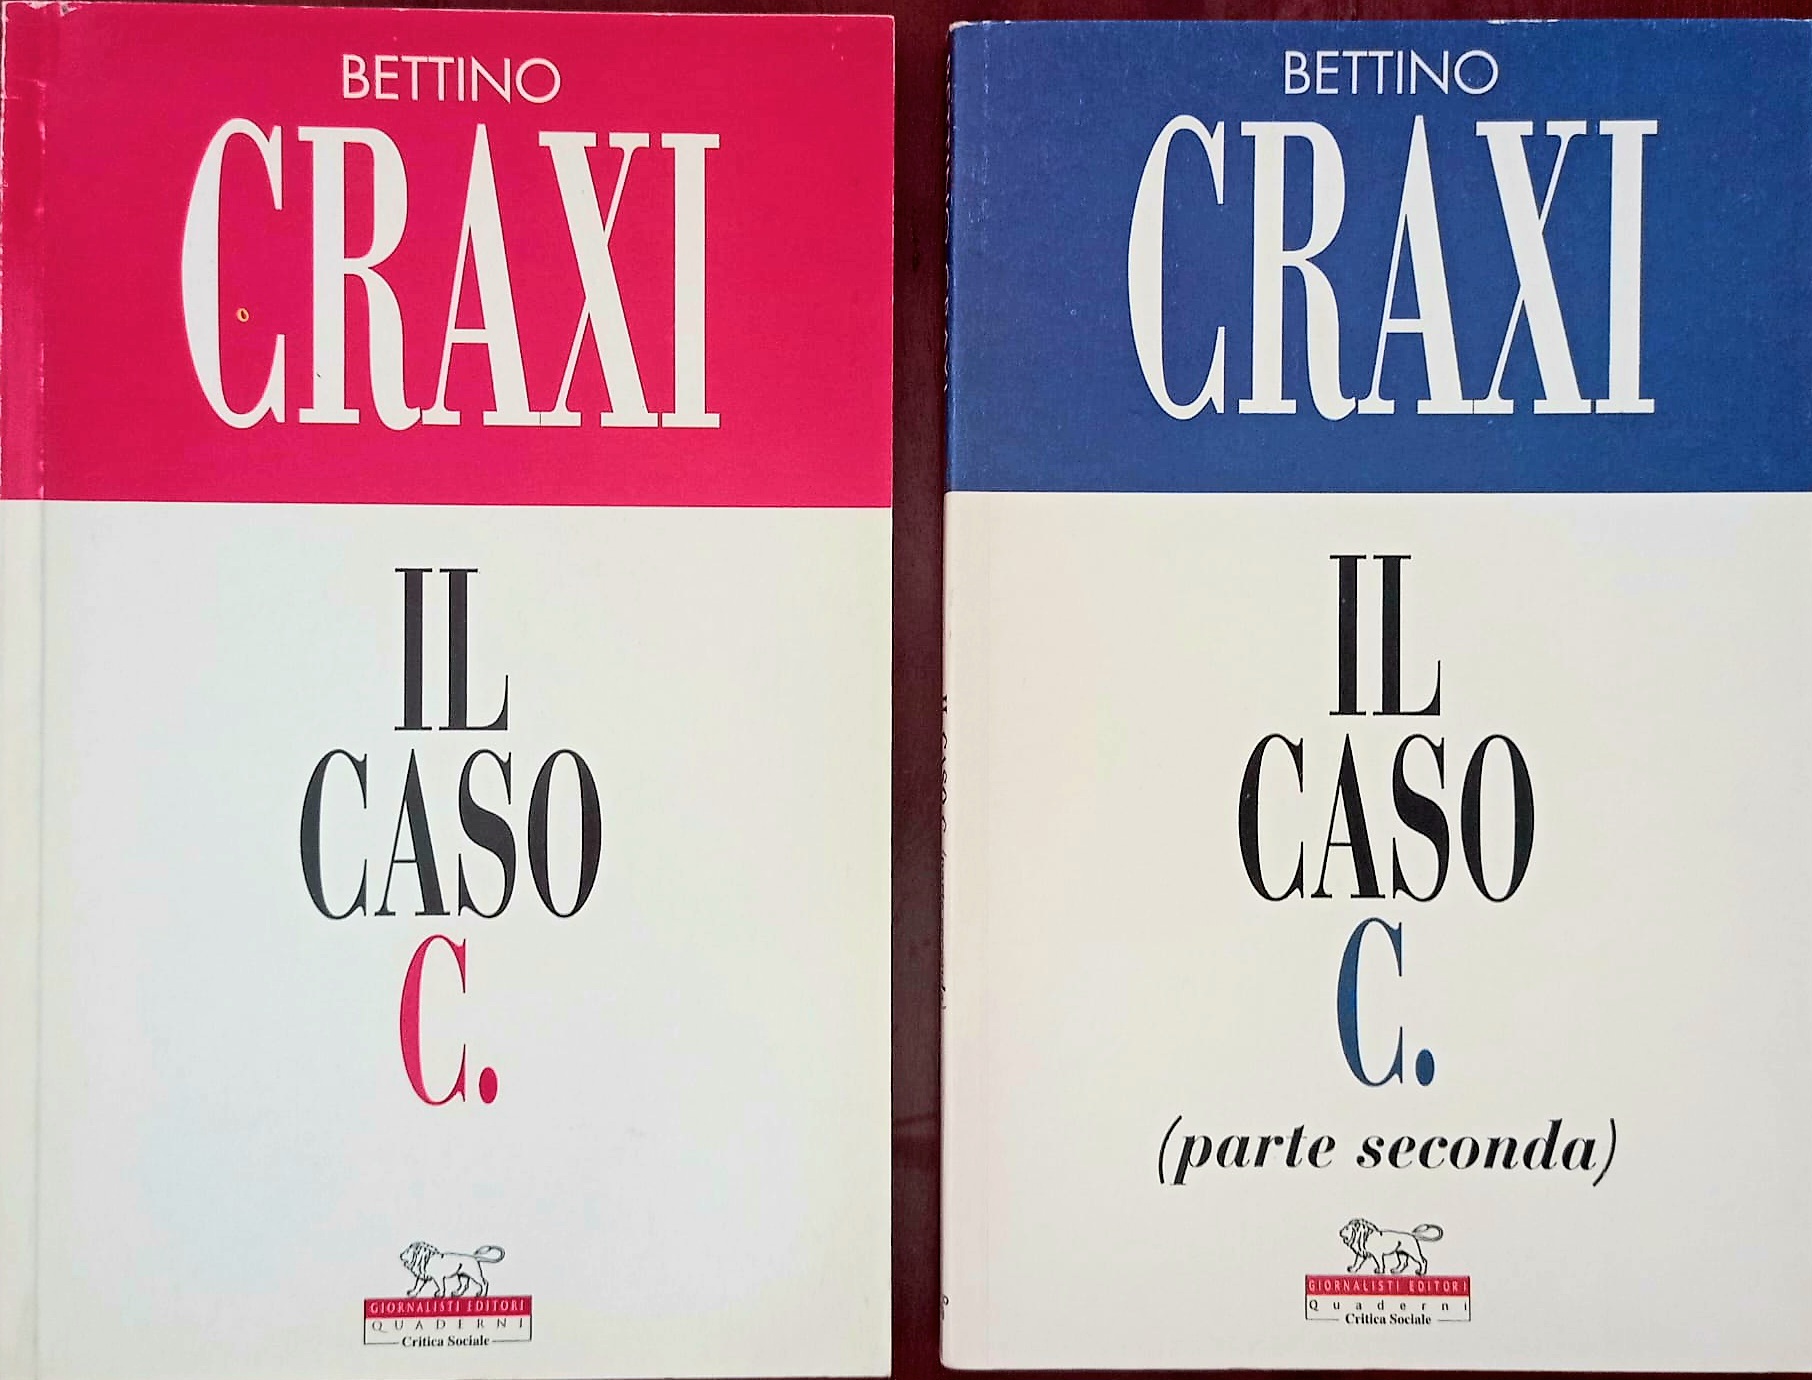 BETTINO
CRAXI
IL
CASO
C.
GIORNALISTI EDITORI
QUADERNI
Critica Sociale
BETTINO
CRAXI
IL
CASO
C.
(parte seconda)
GIORNALISTI EDITORI
Quaderni
Critica Sociale